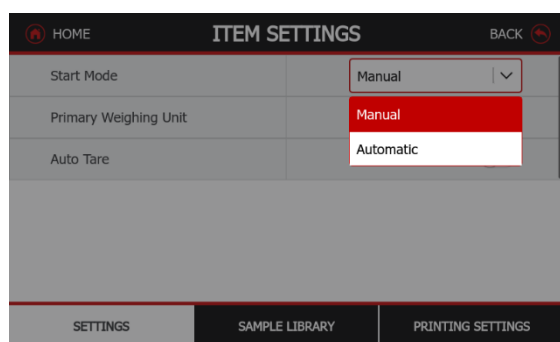 HOME
ITEM SETTINGS
BACK
Start Mode
Manual
Primary Weighing Unit
Manual
Auto Tare
Automatic
SETTINGS
SAMPLE LIBRARY
PRINTING SETTINGS